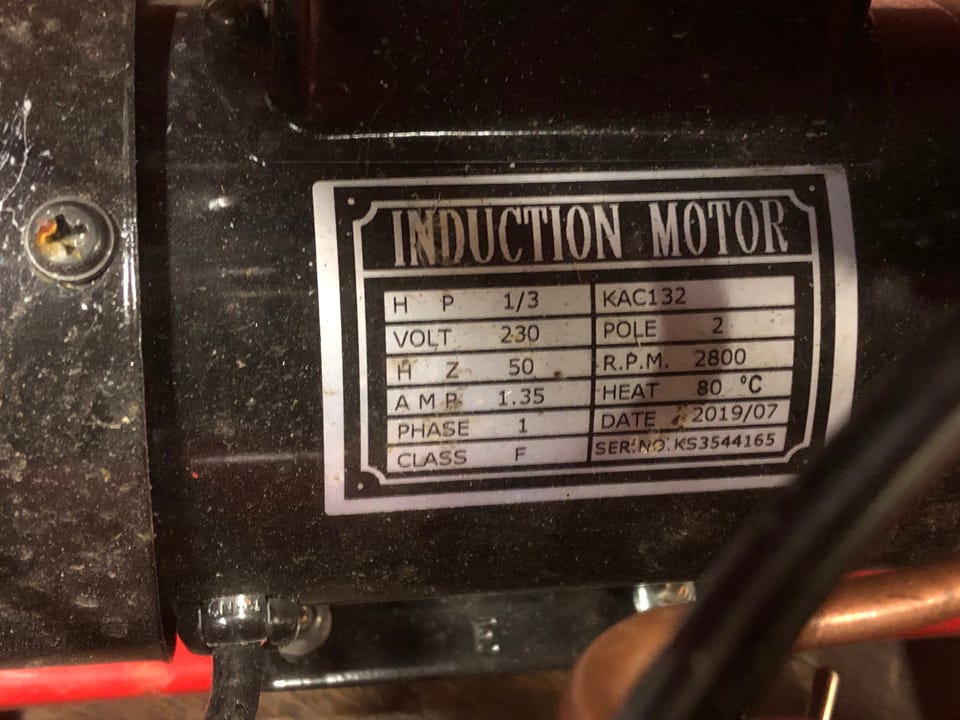 INDUCTION MOTOR
H P 1/3 KAC132
VOLT 230 POLE 2
H Z 50 R.P.M. 2800
A M P 1.35 HEAT 80 °C
PHASE 1 DATE 2019/07
CLASS F SER.NO.KS3544165